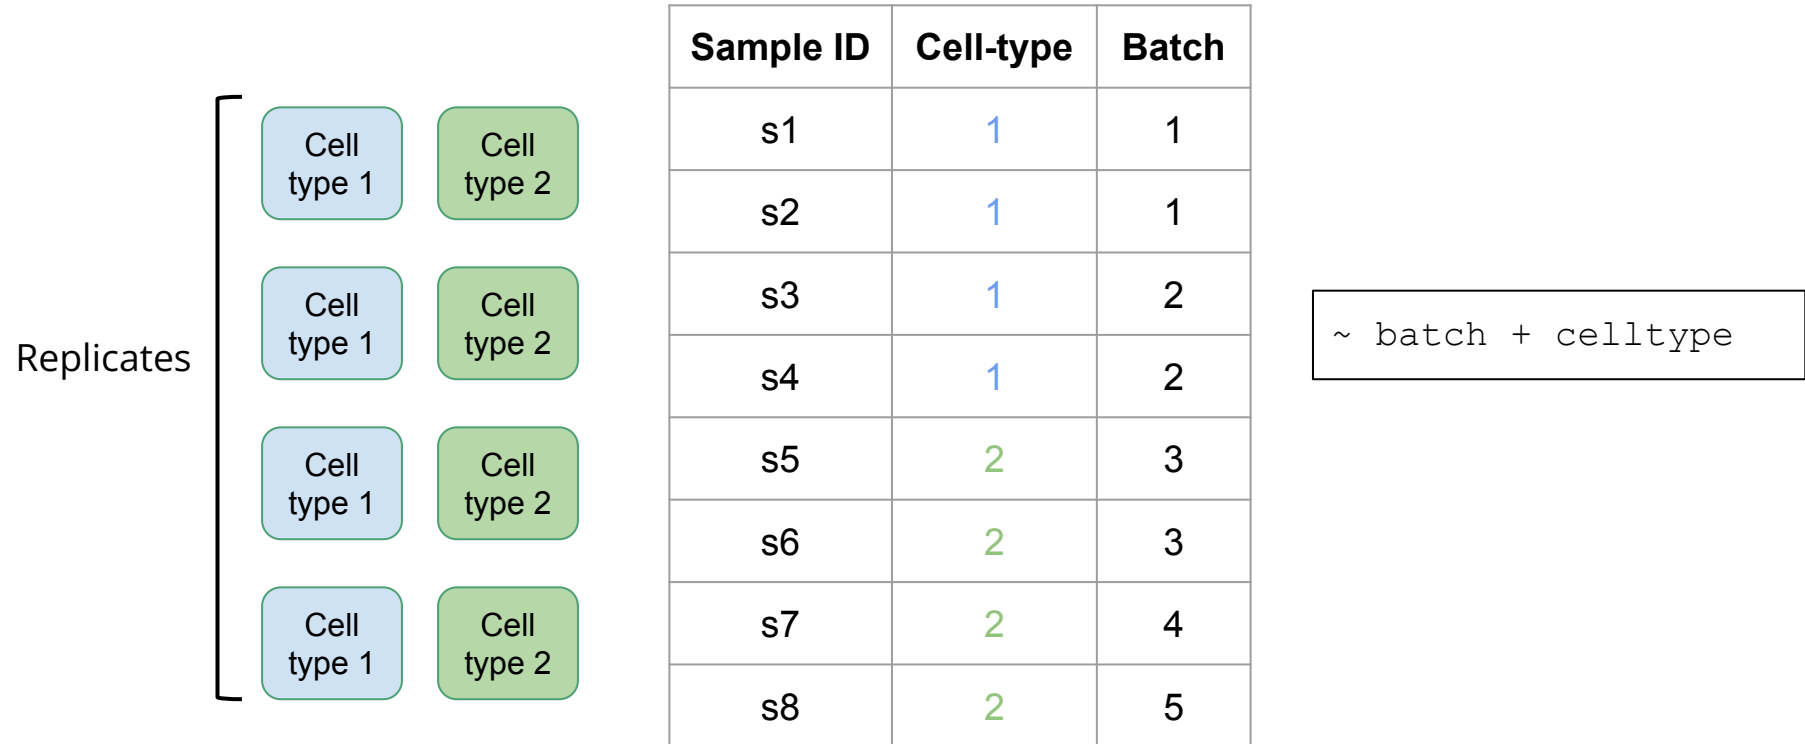 Replicates
Cell
type 1
Cell
type 2
Cell
type 1
Cell
type 2
Cell
type 1
Cell
type 2
Cell
type 1
Cell
type 2
Sample ID Cell-type Batch
s1 1 1
s2 1 1
s3 1 2
s4 1 2
s5 2 3
s6 2 3
s7 2 4
s8 2 5
~ batch + celltype